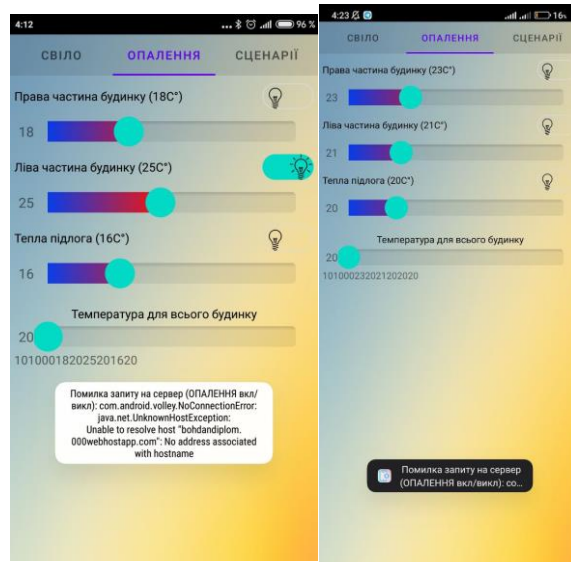 4:12
... 96 %
СВІЛО ОПАЛЕННЯ СЦЕНАРІЇ
Права частина будинку (18C°)
18
Ліва частина будинку (25C°)
25
Тепла підлога (16C°)
16
Температура для всього будинку
20
101000182025201620
Помилка запиту на сервер (ОПАЛЕННЯ вкл/
викл): com.android.volley.NoConnectionError:
java.net.UnknownHostException:
Unable to resolve host "bohdandiplom.
000webhostapp.com": No address associated
with hostname
4:23
16%
СВІЛО ОПАЛЕННЯ СЦЕНАРІЇ
Права частина будинку (23C°)
23
Ліва частина будинку (21C°)
21
Тепла підлога (20C°)
20
Температура для всього будинку
20
101000232021202020
Помилка запиту на сервер
(ОПАЛЕННЯ вкл/викл): co...